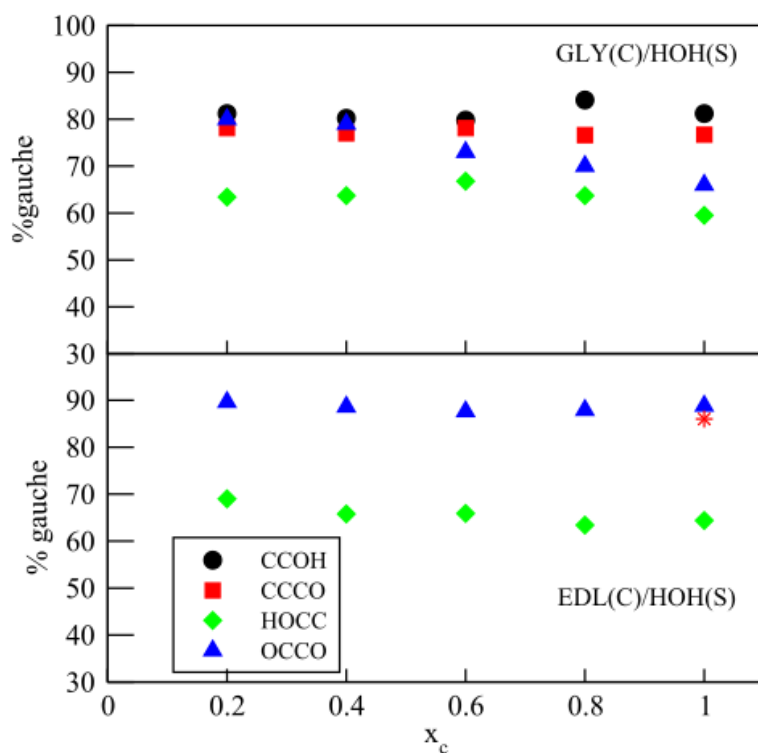 100
90
80
70
60
50
40
30
%gauche
GLY(C)/HOH(S)
90
80
70
60
50
40
30
% gauche
CCOH
CCCO
HOCC
OCCO
EDL(C)/HOH(S)
0 0.2 0.4 0.6 0.8 1
x_c